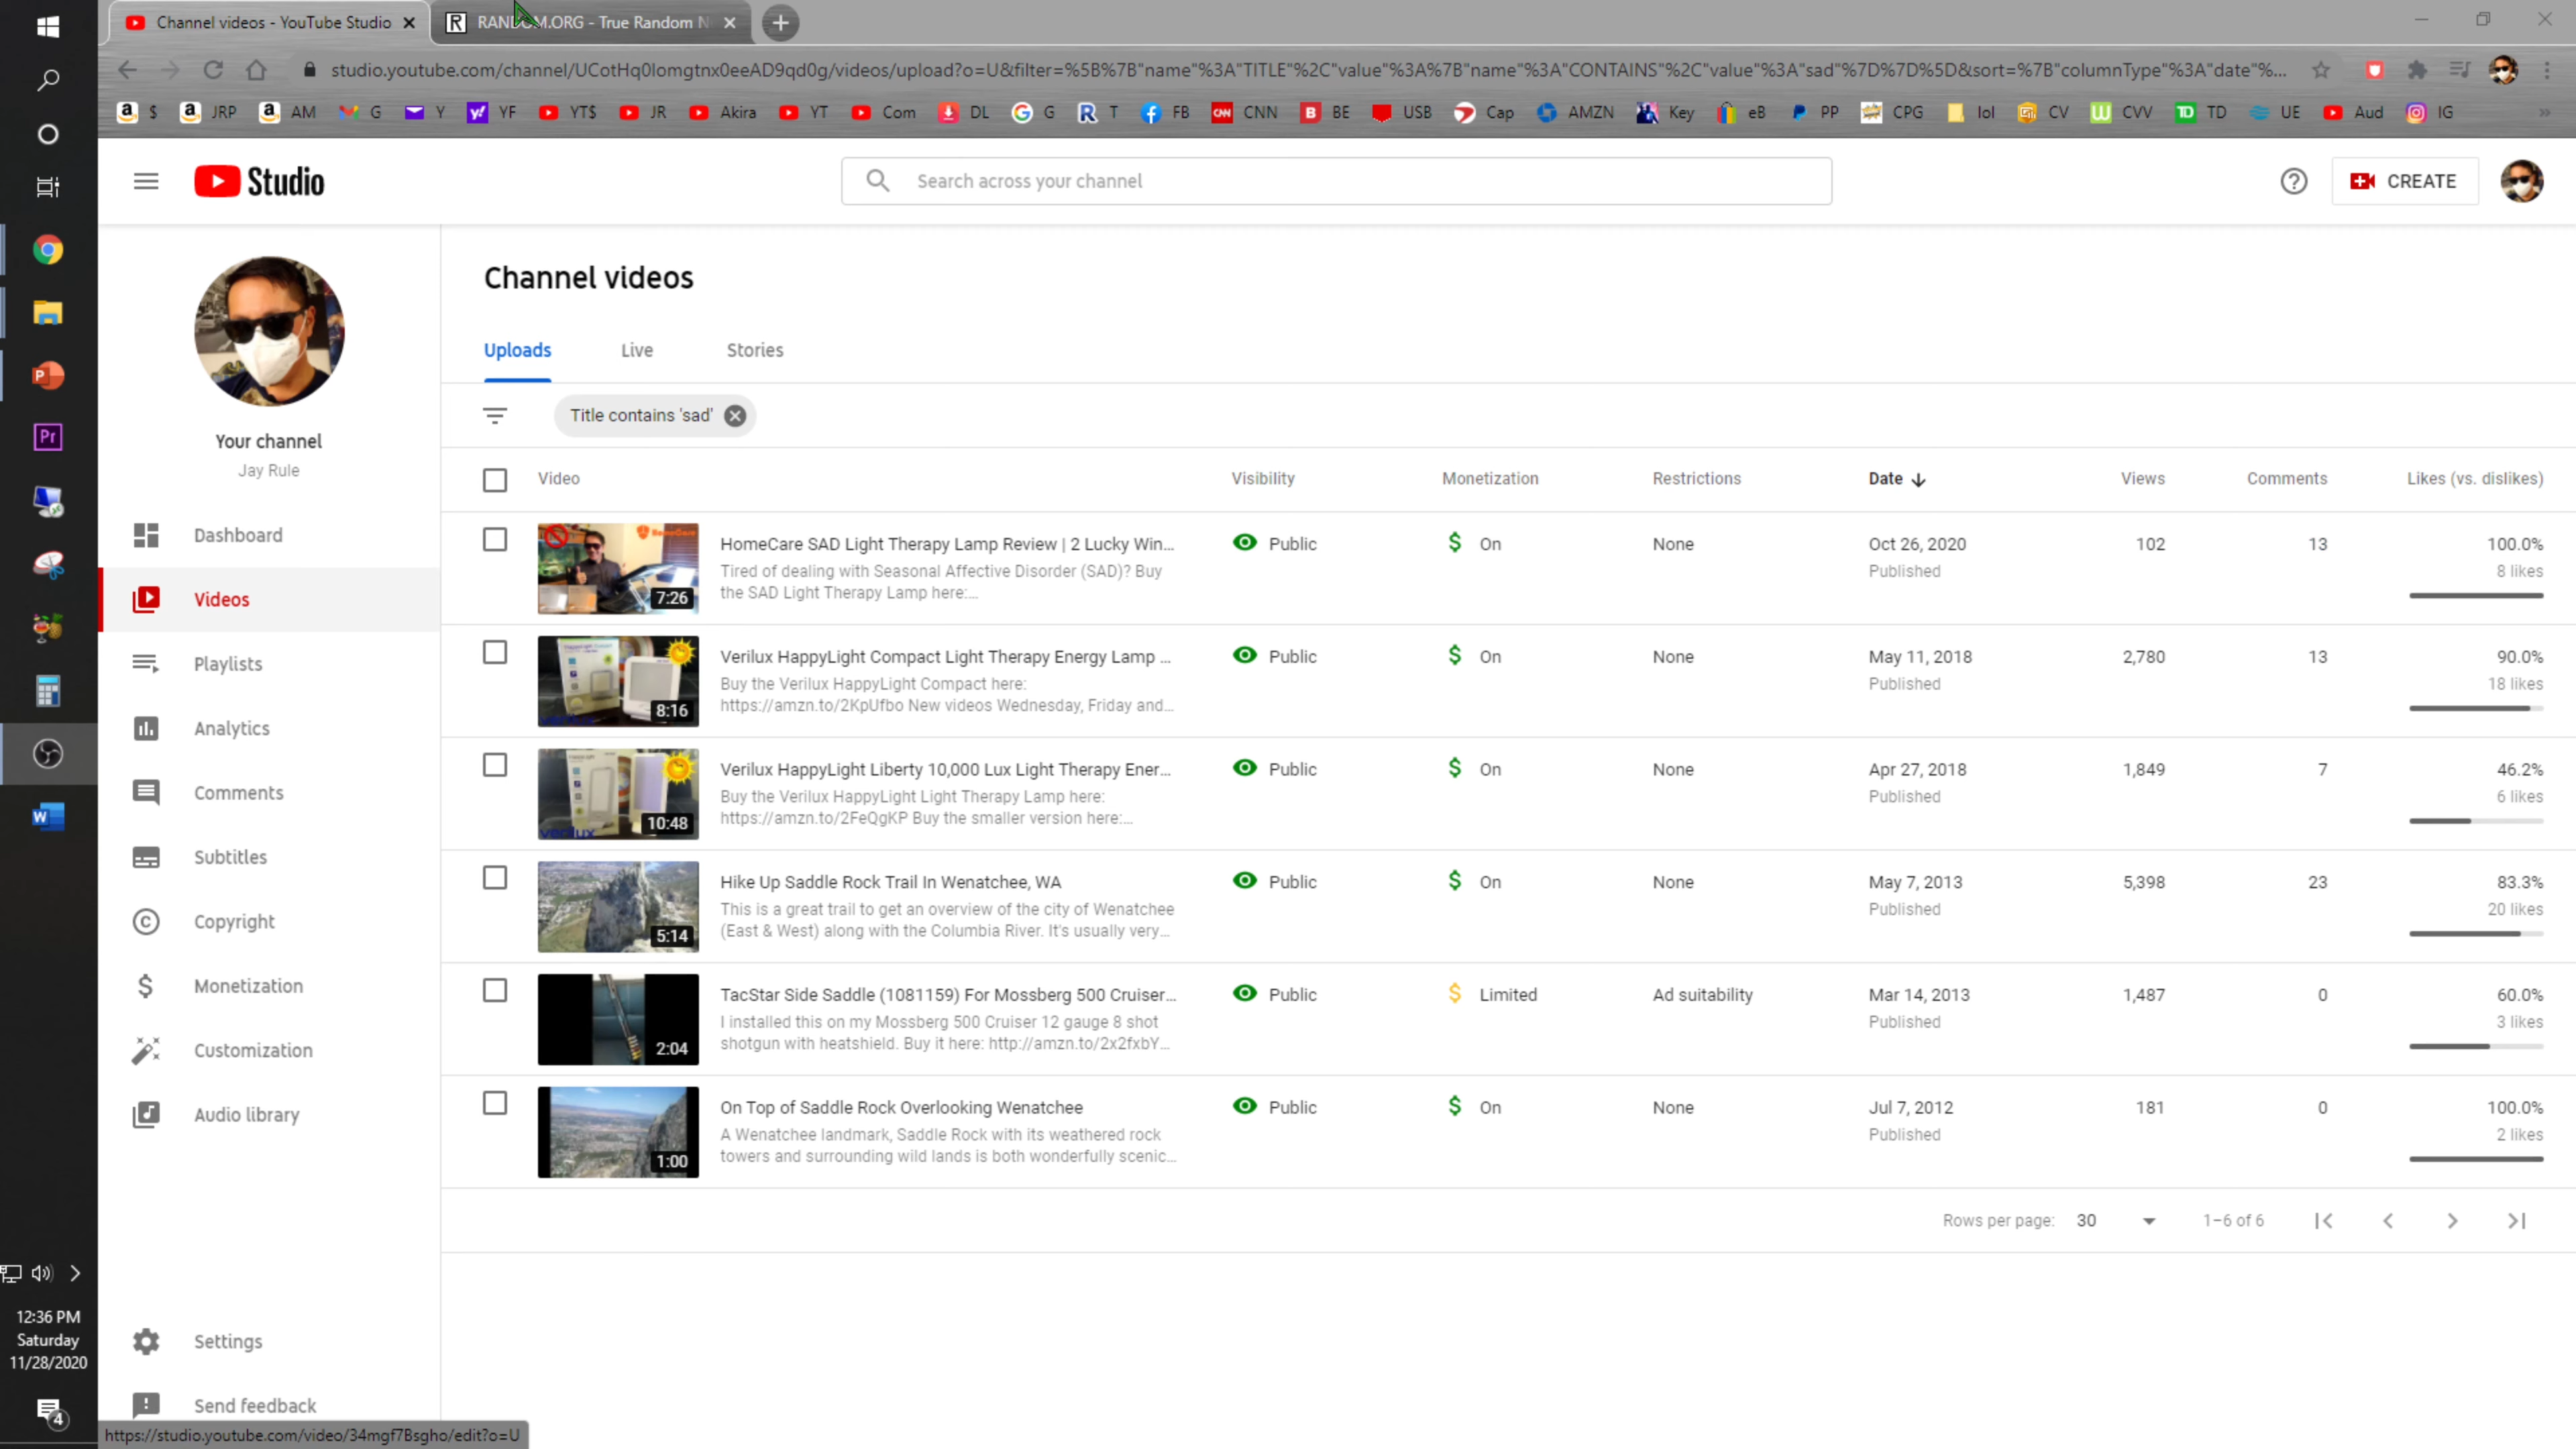 Channel videos - YouTube Studio
RANDOM.ORG - True Random N
studio.youtube.com/channel/UCotHq0lomgtnx0eeAD9qd0g/videos/upload?o=U&filter=%5B%7B"name"%3A"TITLE"%2C"value"%3A%7B"name"%3A"CONTAINS"%2C"value"%3A"sad"%7D%7D%5D&sort=%7B"columnType"%3A"date"%...
$ JRP AM G Y YF YT$ JR Akira YT Com DL G T FB CNN BE USB Cap AMZN Key eB PP CPG lol CV CVV TD UE Aud IG
Studio
Search across your channel
CREATE
Your channel
Jay Rule
Dashboard
Videos
Playlists
Analytics
Comments
Subtitles
Copyright
Monetization
Customization
Audio library
Settings
Send feedback
Channel videos
Uploads Live Stories
Title contains 'sad'
Video Visibility Monetization Restrictions Date Views Comments Likes (vs. dislikes)
7:26
HomeCare SAD Light Therapy Lamp Review | 2 Lucky Win...
Tired of dealing with Seasonal Affective Disorder (SAD)? Buy
the SAD Light Therapy Lamp here:...
Public On None Oct 26, 2020 102 13 100.0%
Published 8 likes
8:16
Verilux HappyLight Compact Light Therapy Energy Lamp ...
Buy the Verilux HappyLight Compact here:
https://amzn.to/2KpUfbo New videos Wednesday, Friday and...
Public On None May 11, 2018 2,780 13 90.0%
Published 18 likes
verilux
10:48
Verilux HappyLight Liberty 10,000 Lux Light Therapy Ener...
Buy the Verilux HappyLight Light Therapy Lamp here:
https://amzn.to/2FeQgKP Buy the smaller version here:...
Public On None Apr 27, 2018 1,849 7 46.2%
Published 6 likes
5:14
Hike Up Saddle Rock Trail In Wenatchee, WA
This is a great trail to get an overview of the city of Wenatchee
(East & West) along with the Columbia River. It's usually very...
Public On None May 7, 2013 5,398 23 83.3%
Published 20 likes
2:04
TacStar Side Saddle (1081159) For Mossberg 500 Cruiser...
I installed this on my Mossberg 500 Cruiser 12 gauge 8 shot
shotgun with heatshield. Buy it here: http://amzn.to/2x2fxbY...
Public Limited Ad suitability Mar 14, 2013 1,487 0 60.0%
Published 3 likes
1:00
On Top of Saddle Rock Overlooking Wenatchee
A Wenatchee landmark, Saddle Rock with its weathered rock
towers and surrounding wild lands is both wonderfully scenic...
Public On None Jul 7, 2012 181 0 100.0%
Published 2 likes
Rows per page: 30 1–6 of 6
12:36 PM
Saturday
11/28/2020
4
https://studio.youtube.com/video/34mgf7Bsgho/edit?o=U